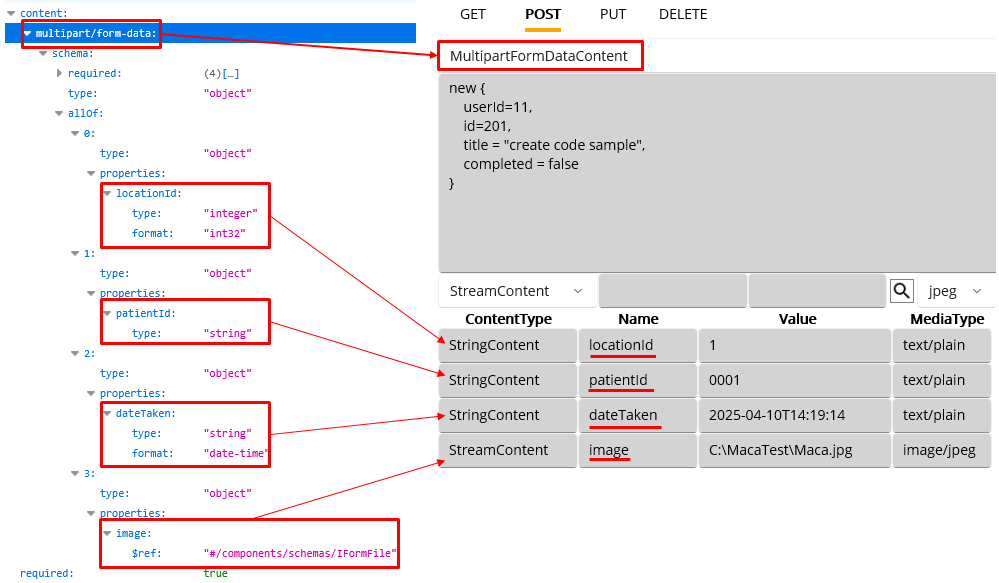 content:
multipart/form-data:
schema:
required: (4)[…]
type: "object"
allOf:
0:
type: "object"
properties:
locationId:
type: "integer"
format: "int32"
1:
type: "object"
properties:
patientId:
type: "string"
2:
type: "object"
properties:
dateTaken:
type: "string"
format: "date-time"
3:
type: "object"
properties:
image:
$ref: "#/components/schemas/IFormFile"
required: true
GET POST PUT DELETE
MultipartFormDataContent
new {
userId=11,
id=201,
title = "create code sample",
completed = false
}
StreamContent jpeg
ContentType Name Value MediaType
StringContent locationId 1 text/plain
StringContent patientId 0001 text/plain
StringContent dateTaken 2025-04-10T14:19:14 text/plain
StreamContent image C:\MacaTest\Maca.jpg image/jpeg